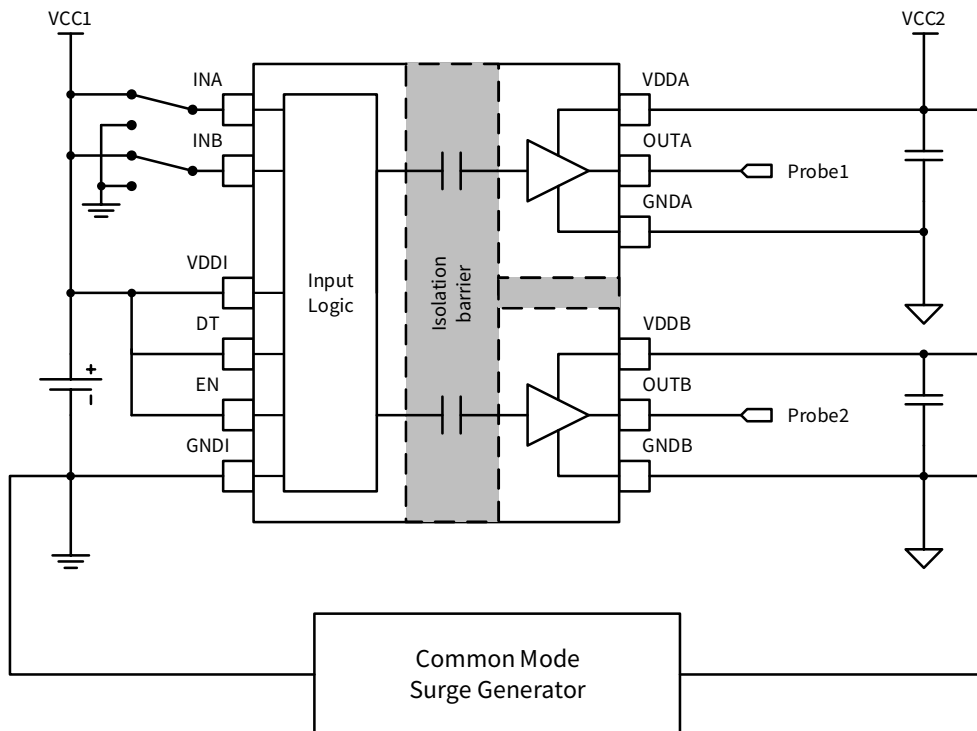 VCC1
VCC2
INA
INB
VDDI
DT
EN
GNDI
+
Input
Logic
Isolation
barrier
VDDA
OUTA
GNDA
VDDB
OUTB
GNDB
Probe1
Probe2
Common Mode
Surge Generator